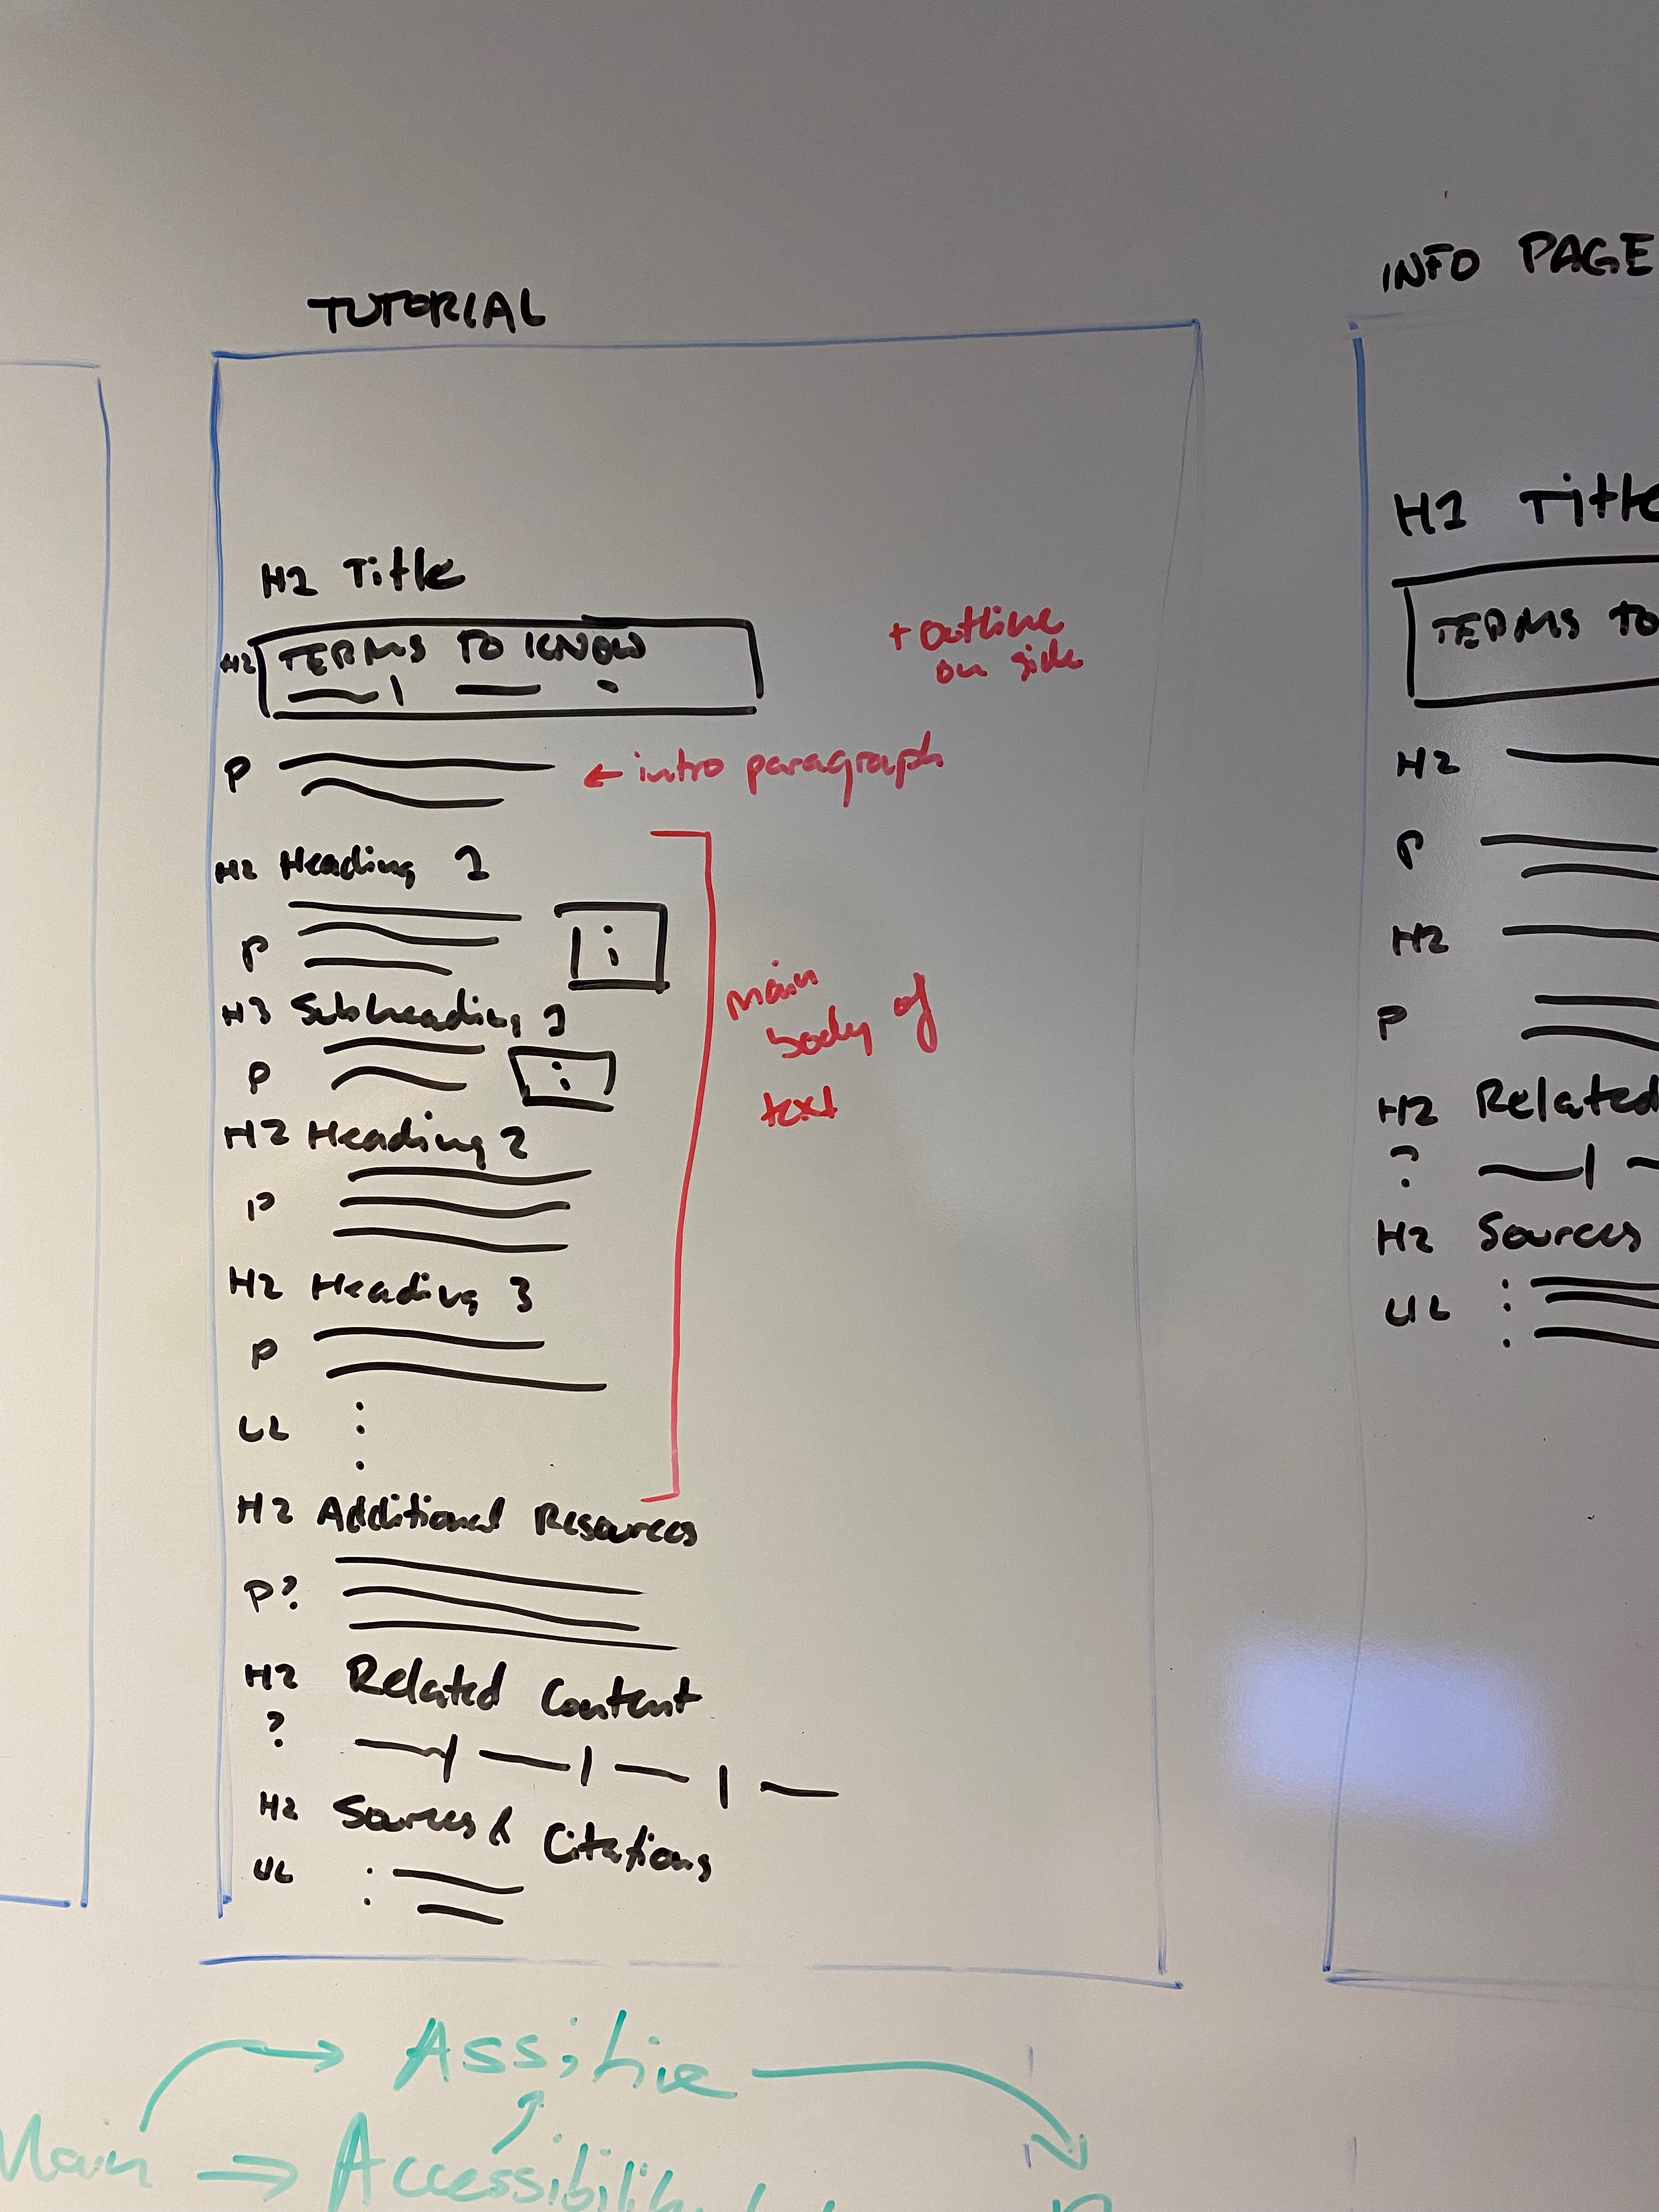 TUTORIAL
H1 Title
H2 TERMS TO KNOW
+ outline
on side
P ← intro paragraph
H2 Heading 1
P i
H3 Subheading 1
P i
main
body of
text
H2 Heading 2
P
H2 Heading 3
P
UL
H2 Additional Resources
P?
H2 Related Content
?
H2 Sources & Citations
UL
INFO PAGE
H1 Title
TERMS TO
H2
P
H2
P
H2 Related
?
H2 Sources
UL
Assitive
Main → Accessibili